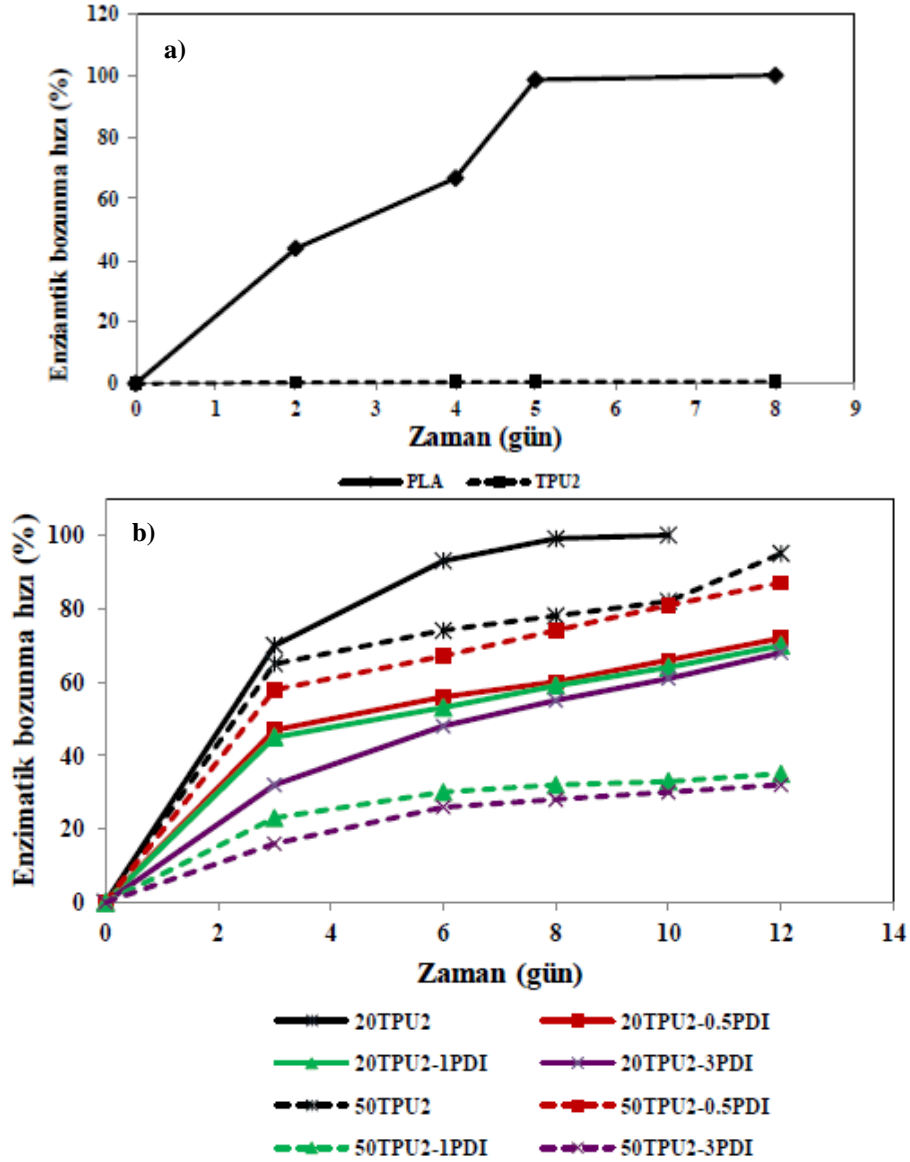 a)
Enziamtik bozunma hızı (%)
120
100
80
60
40
20
0
0 1 2 3 4 5 6 7 8 9
Zaman (gün)
PLA TPU2
b)
Enzimatik bozunma hızı (%)
100
80
60
40
20
0
0 2 4 6 8 10 12 14
Zaman (gün)
20TPU2 20TPU2-0.5PDI
20TPU2-1PDI 20TPU2-3PDI
50TPU2 50TPU2-0.5PDI
50TPU2-1PDI 50TPU2-3PDI